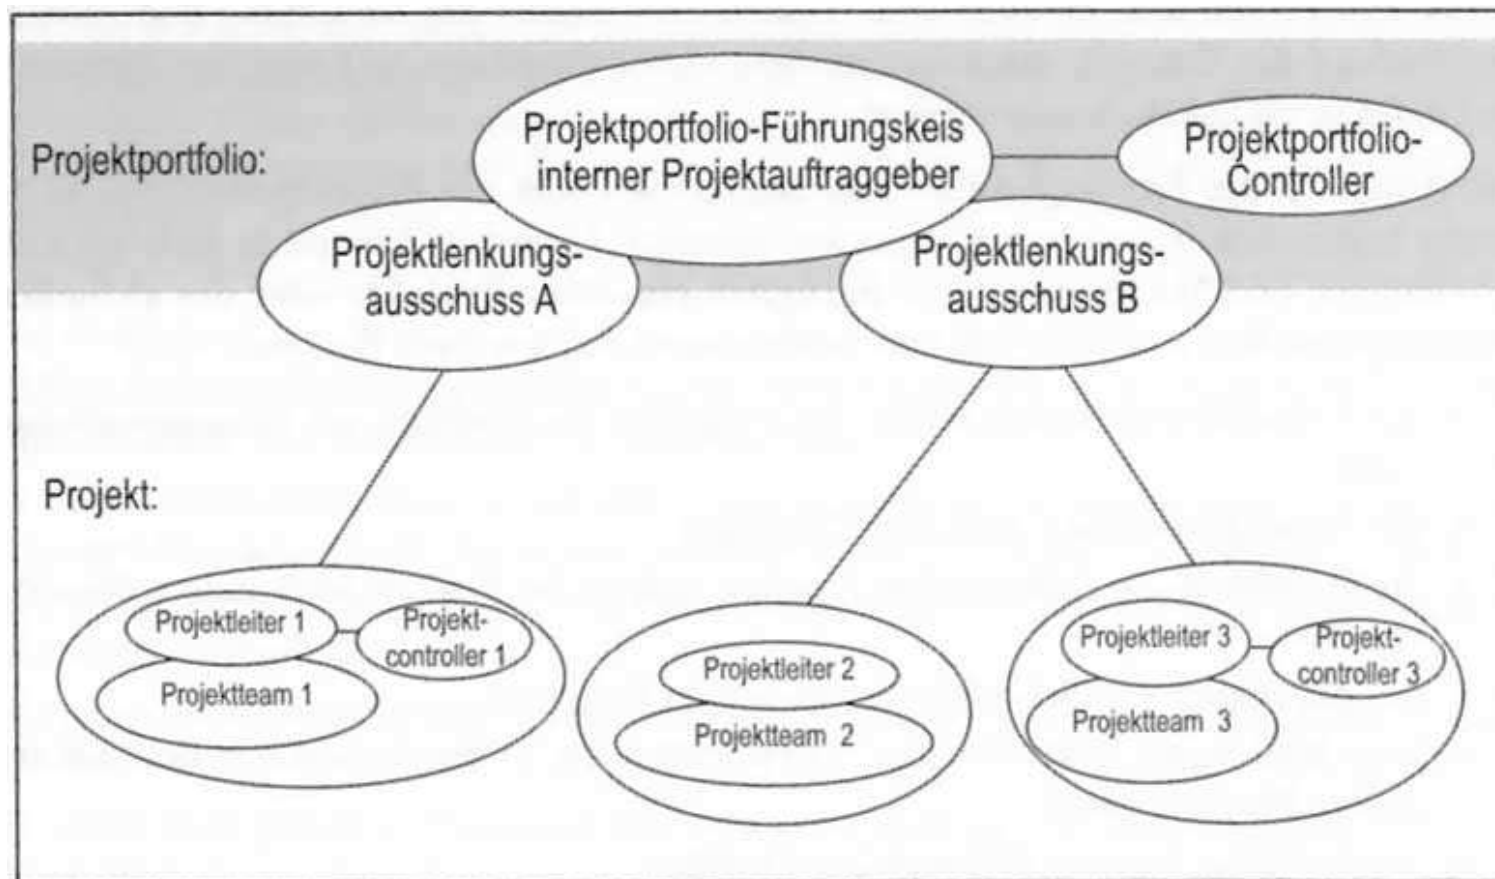 Projektportfolio:
Projektportfolio-Führungskeis
interner Projektauftraggeber
Projektportfolio-
Controller
Projektlenkungs-
ausschuss A
Projektlenkungs-
ausschuss B
Projekt:
Projektleiter 1
Projekt-
controller 1
Projektteam 1
Projektleiter 2
Projektteam 2
Projektleiter 3
Projekt-
controller 3
Projektteam 3